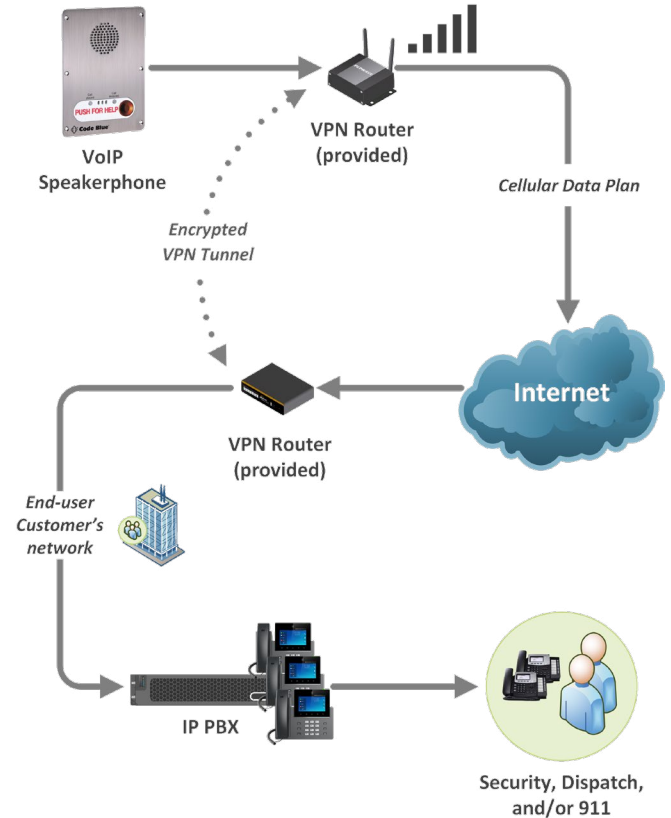 PUSH FOR HELP
Code Blue
VoIP
Speakerphone
VPN Router
(provided)
Cellular Data Plan
Encrypted
VPN Tunnel
Internet
VPN Router
(provided)
End-user
Customer's
network
IP PBX
Security, Dispatch,
and/or 911